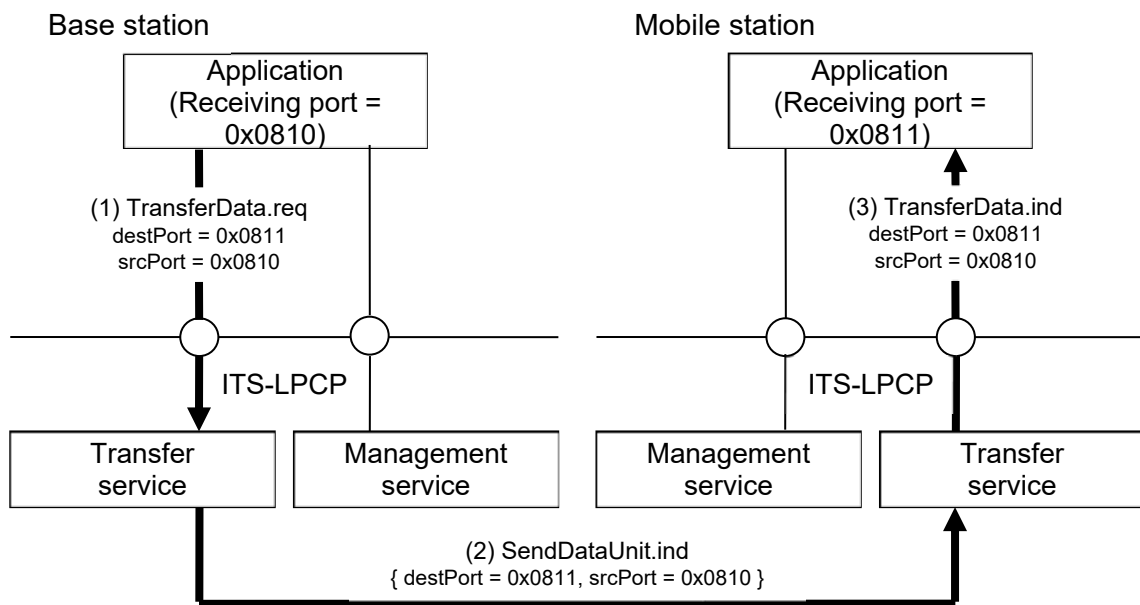 Base station
Application
(Receiving port =
0x0810)
(1) TransferData.req
destPort = 0x0811
srcPort = 0x0810
ITS-LPCP
Transfer
service
Management
service
Mobile station
Application
(Receiving port =
0x0811)
(3) TransferData.ind
destPort = 0x0811
srcPort = 0x0810
ITS-LPCP
Management
service
Transfer
service
(2) SendDataUnit.ind
{ destPort = 0x0811, srcPort = 0x0810 }